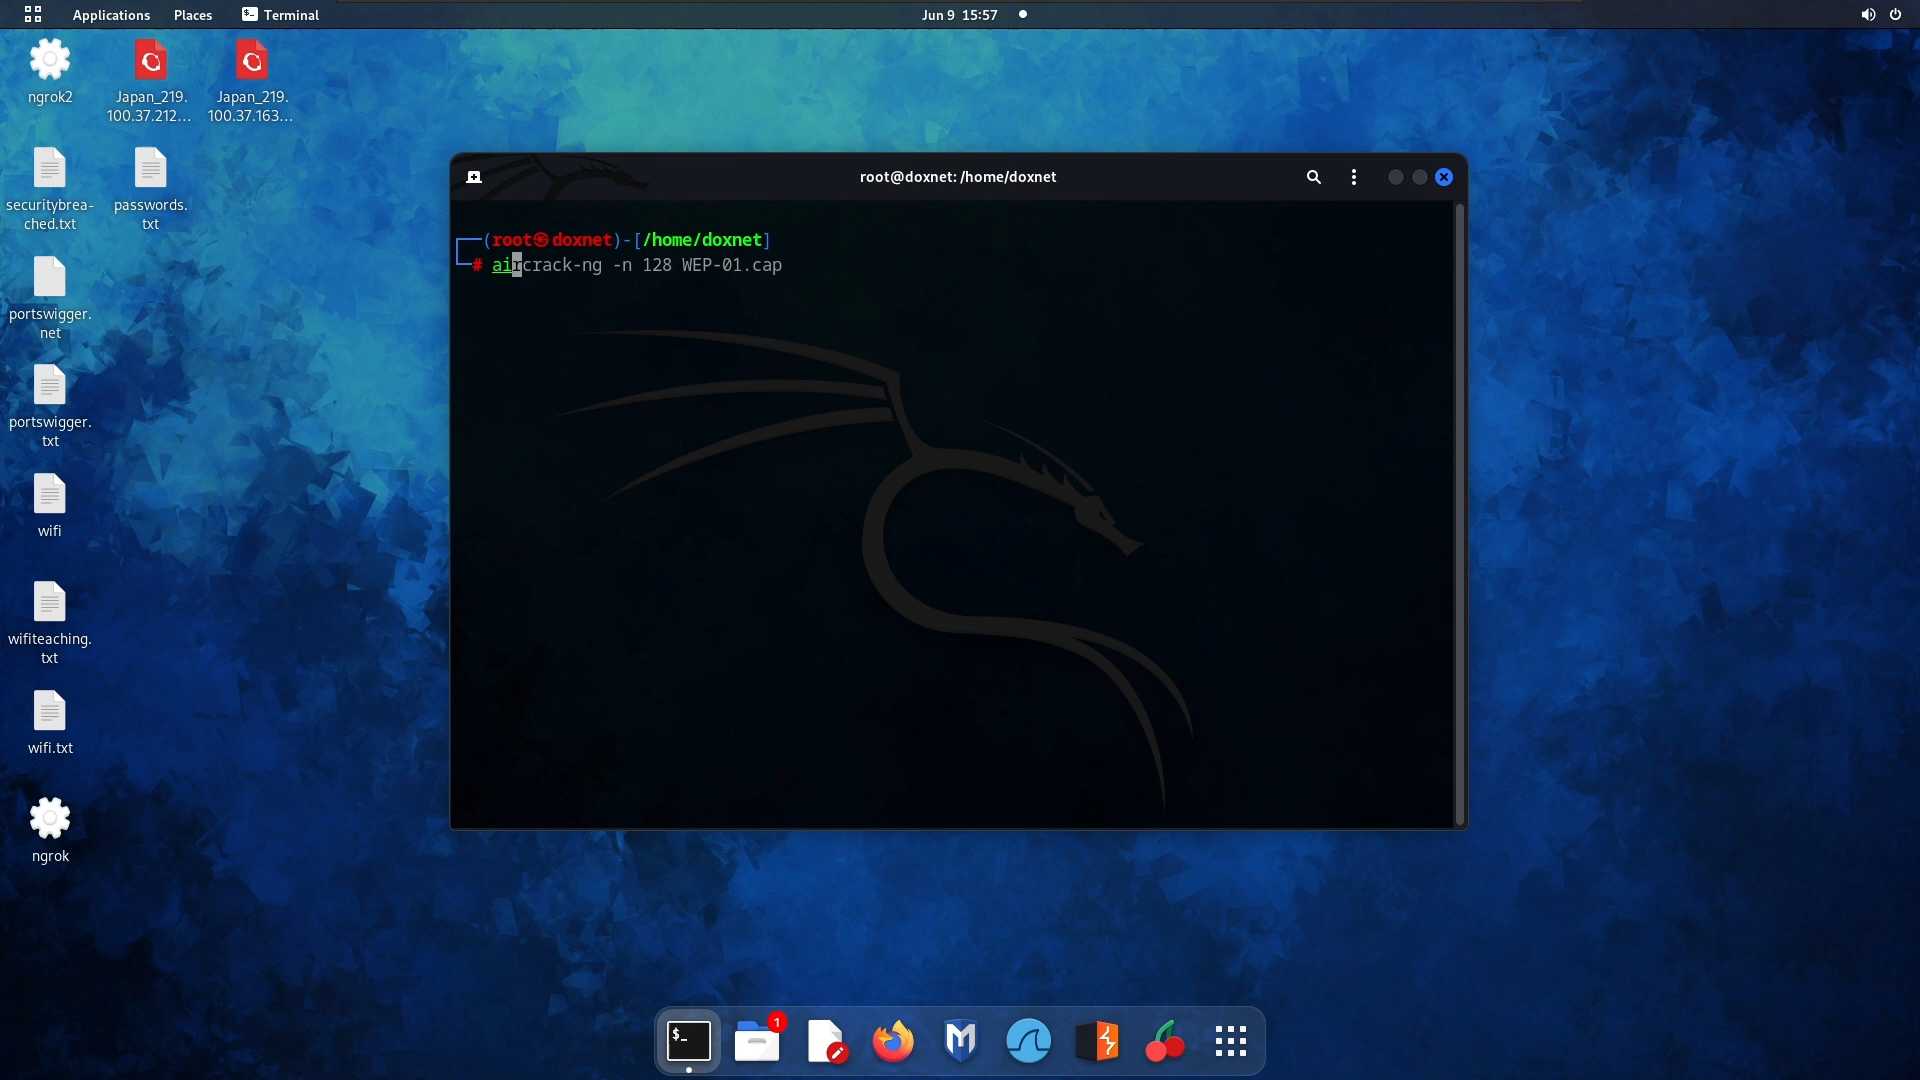 Applications Places Terminal Jun 9 15:57
ngrok2
Japan_219.
100.37.212...
Japan_219.
100.37.163...
securitybrea-
ched.txt
passwords.
txt
portswigger.
net
portswigger.
txt
wifi
wifiteaching.
txt
wifi.txt
ngrok
root@doxnet: /home/doxnet
(root㉿doxnet)-[/home/doxnet]
# aircrack-ng -n 128 WEP-01.cap
$_
1